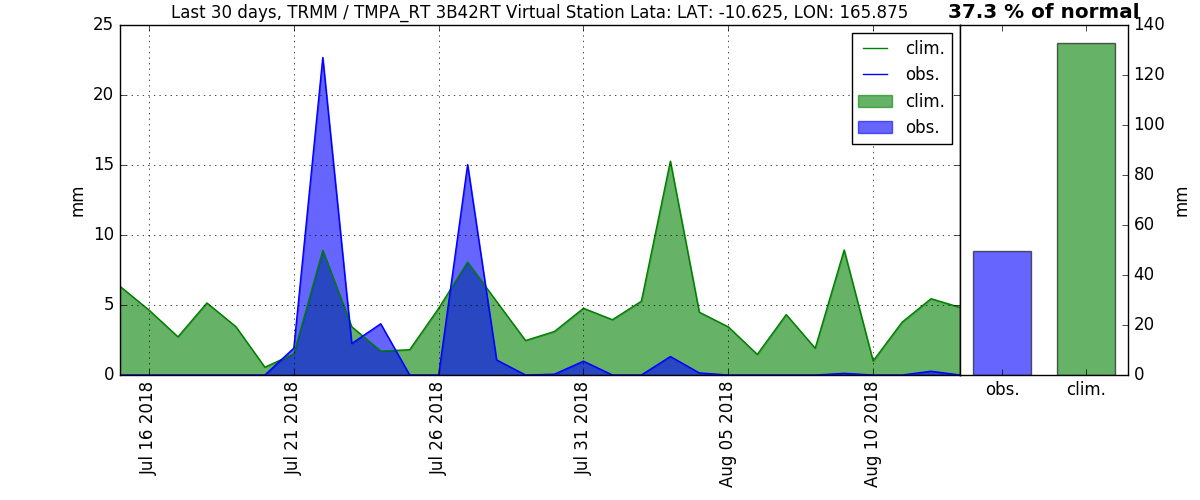 Last 30 days, TRMM / TMPA_RT 3B42RT Virtual Station Lata: LAT: -10.625, LON: 165.875
37.3 % of normal
25
20
15
10
5
0
mm
clim.
obs.
clim.
obs.
Jul 16 2018
Jul 21 2018
Jul 26 2018
Jul 31 2018
Aug 05 2018
Aug 10 2018
140
120
100
80
60
40
20
0
mm
obs.
clim.